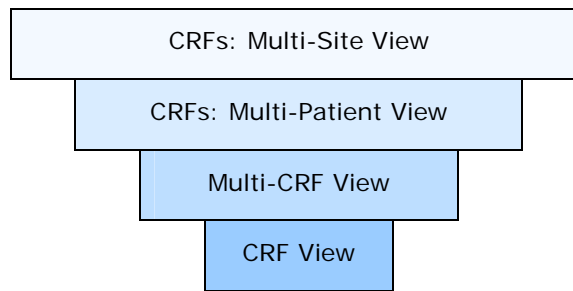 CRFs: Multi-Site View
CRFs: Multi-Patient View
Multi-CRF View
CRF View